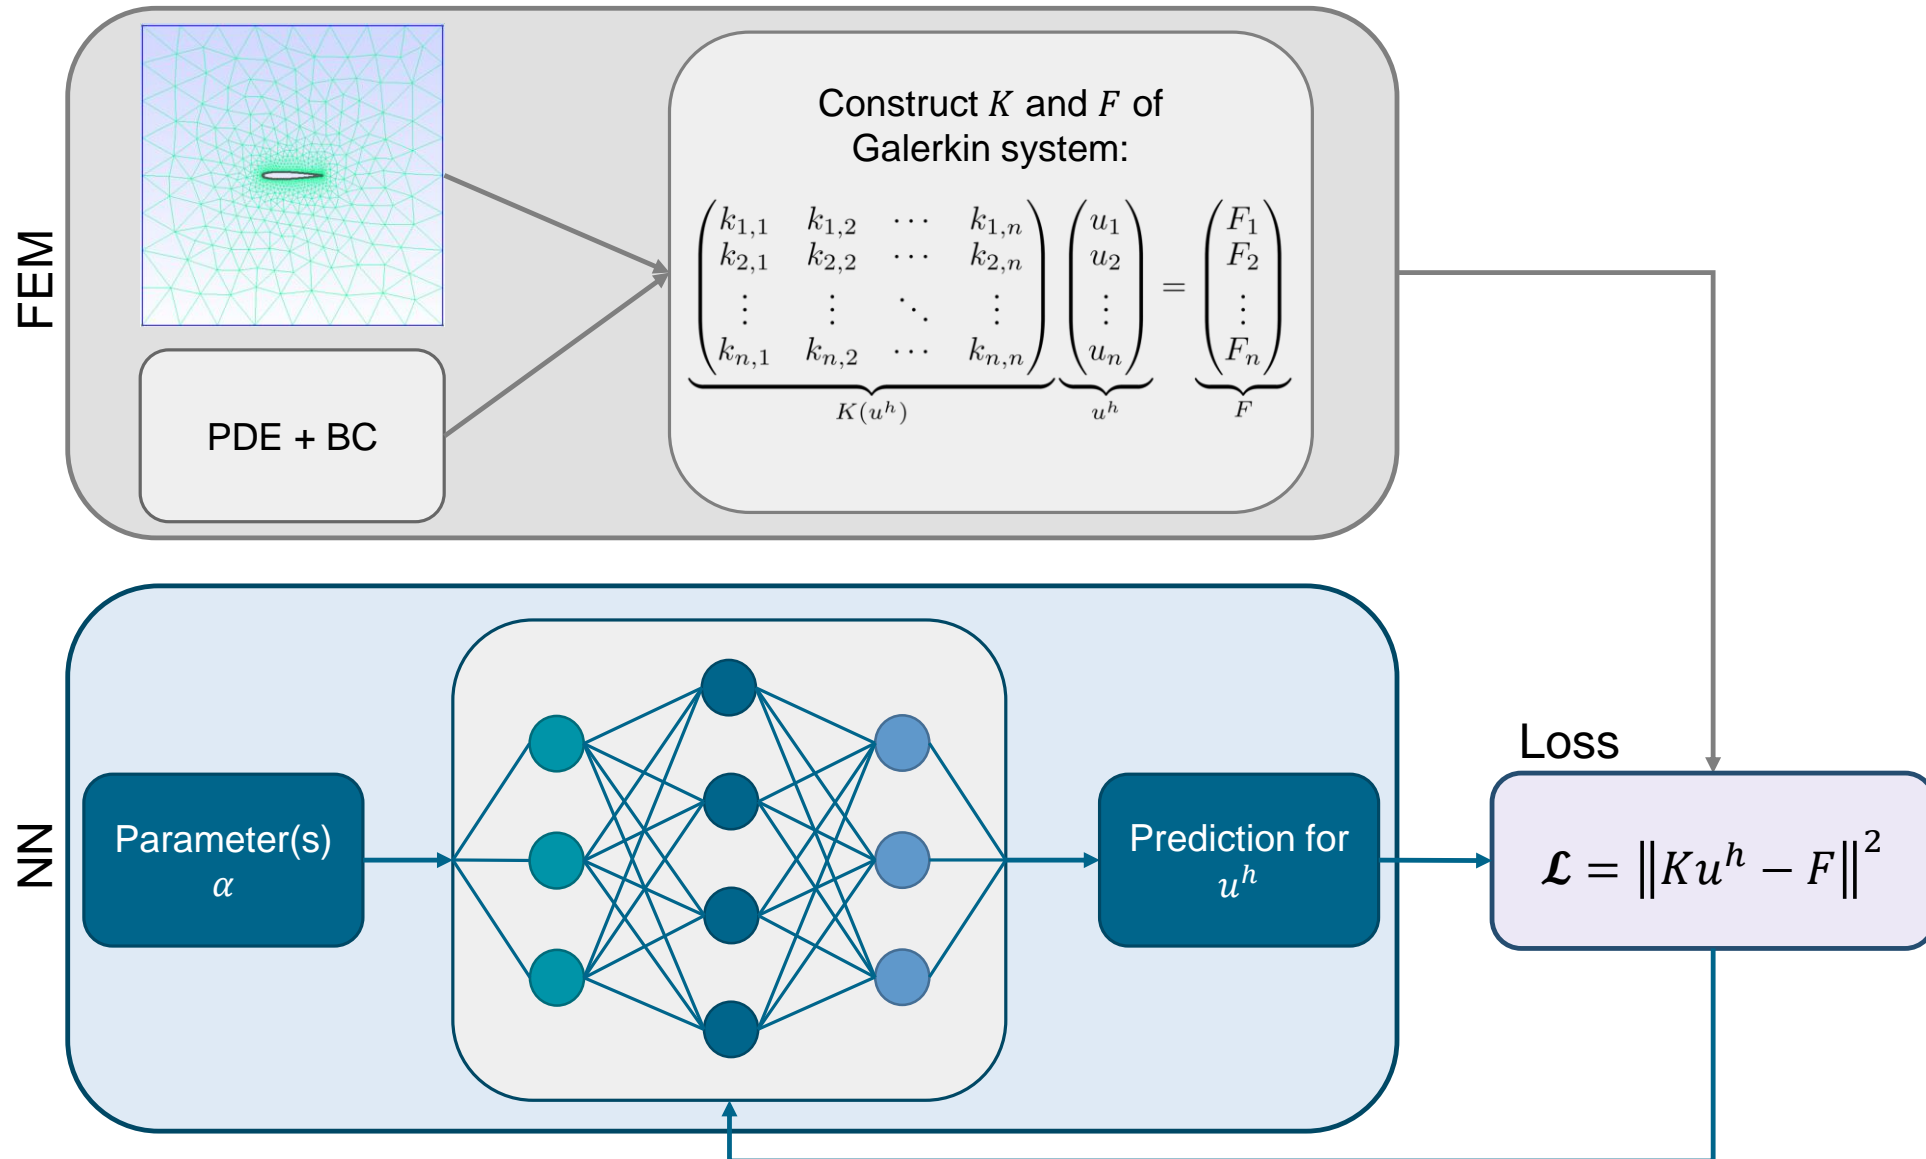 FEM
Construct K and F of
Galerkin system:
k1,1 k1,2 ⋯ k1,n u1 F1
k2,1 k2,2 ⋯ k2,n u2 = F2
⋮ ⋮ ⋱ ⋮ ⋮ ⋮
kn,1 kn,2 ⋯ kn,n un Fn
K(u^h) u^h F
PDE + BC
NN
Parameter(s)
α
Prediction for
u^h
Loss
𝓛 = ‖Ku^h − F‖^2